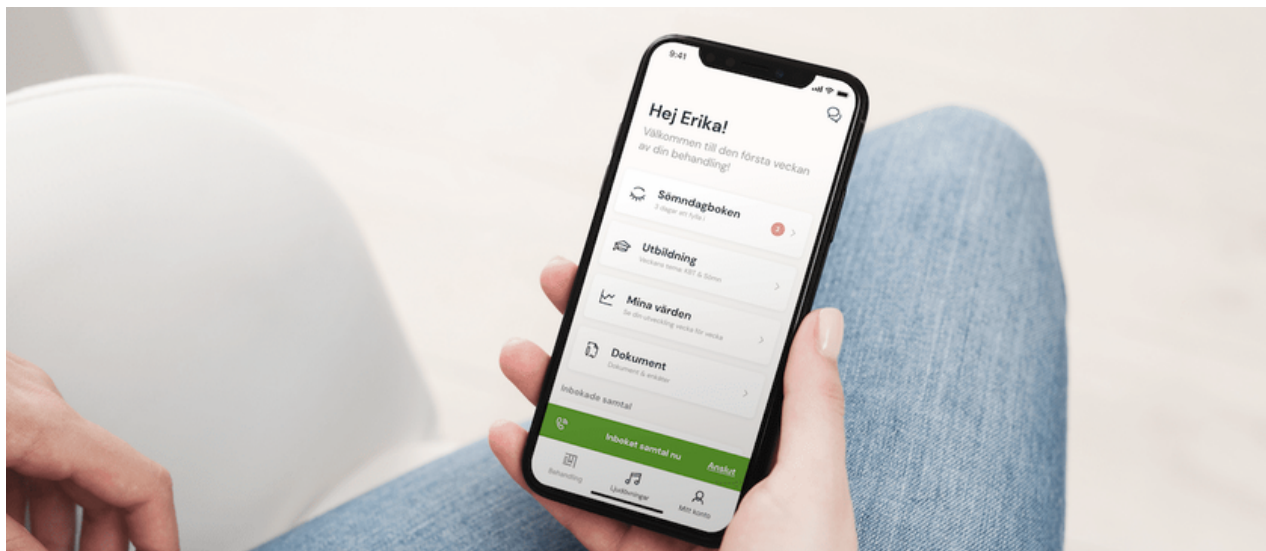 9:41
Hej Erika!
Välkommen till den första veckan
av din behandling!
Sömndagboken
3 dagar att fylla i
3
Utbildning
Veckans tema: KBT & Sömn
Mina värden
Se din utveckling vecka för vecka
Dokument
Dokument & enkäter
Inbokade samtal
Inbokat samtal nu
Anslut
Behandling
Ljudövningar
Mitt konto